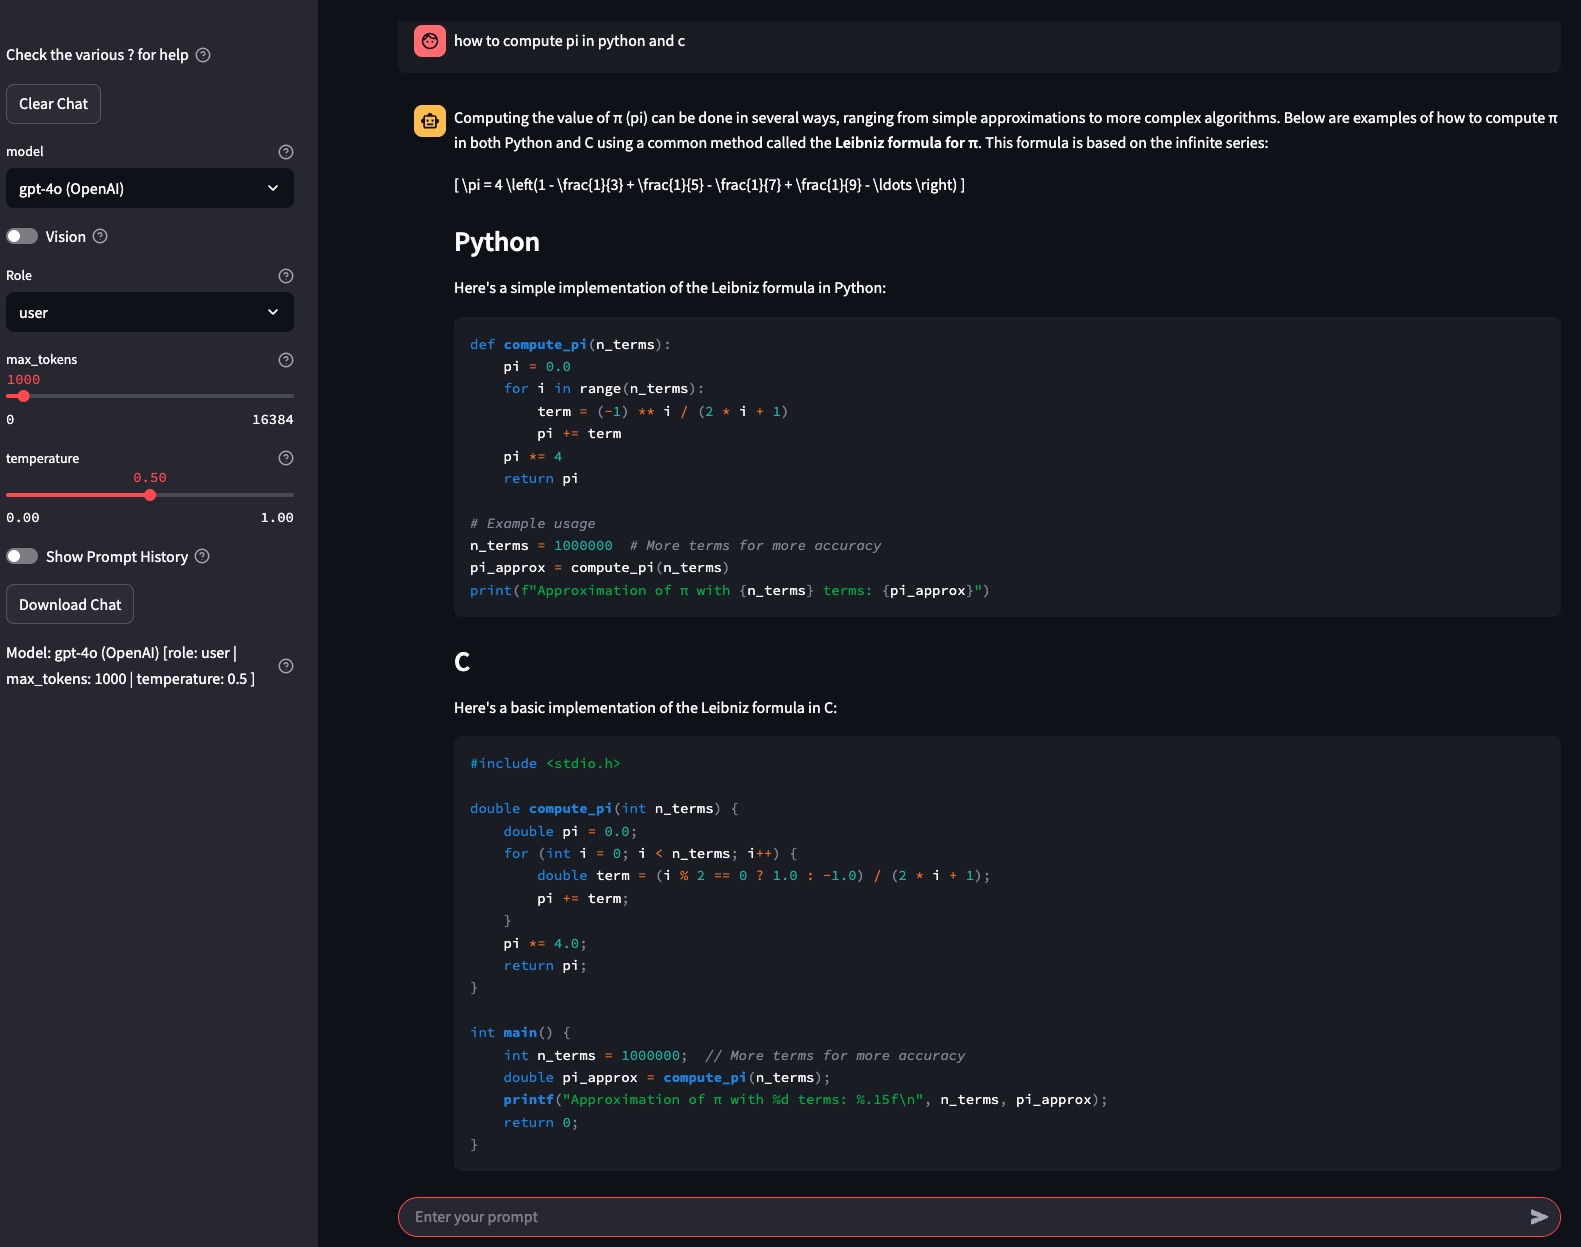 Check the various ? for help
Clear Chat
model
gpt-4o (OpenAI)
Vision
Role
user
max_tokens
1000
0 16384
temperature
0.50
0.00 1.00
Show Prompt History
Download Chat
Model: gpt-4o (OpenAI) [role: user |
max_tokens: 1000 | temperature: 0.5 ]
how to compute pi in python and c
Computing the value of π (pi) can be done in several ways, ranging from simple approximations to more complex algorithms. Below are examples of how to compute π
in both Python and C using a common method called the Leibniz formula for π. This formula is based on the infinite series:
[ \pi = 4 \left(1 - \frac{1}{3} + \frac{1}{5} - \frac{1}{7} + \frac{1}{9} - \ldots \right) ]
Python
Here's a simple implementation of the Leibniz formula in Python:
def compute_pi(n_terms):
    pi = 0.0
    for i in range(n_terms):
        term = (-1) ** i / (2 * i + 1)
        pi += term
    pi *= 4
    return pi
# Example usage
n_terms = 1000000  # More terms for more accuracy
pi_approx = compute_pi(n_terms)
print(f"Approximation of π with {n_terms} terms: {pi_approx}")
C
Here's a basic implementation of the Leibniz formula in C:
#include <stdio.h>
double compute_pi(int n_terms) {
    double pi = 0.0;
    for (int i = 0; i < n_terms; i++) {
        double term = (i % 2 == 0 ? 1.0 : -1.0) / (2 * i + 1);
        pi += term;
    }
    pi *= 4.0;
    return pi;
}
int main() {
    int n_terms = 1000000;  // More terms for more accuracy
    double pi_approx = compute_pi(n_terms);
    printf("Approximation of π with %d terms: %.15f\n", n_terms, pi_approx);
    return 0;
}
Enter your prompt